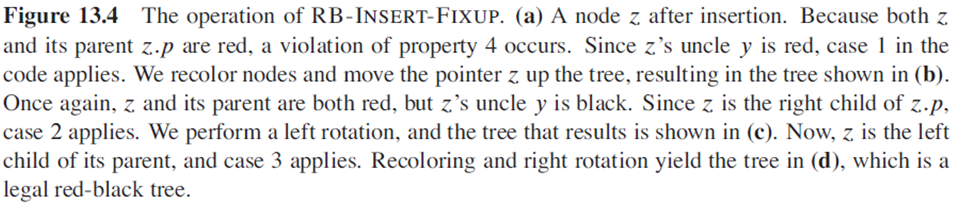 Figure 13.4 The operation of RB-INSERT-FIXUP. (a) A node z after insertion. Because both z
and its parent z.p are red, a violation of property 4 occurs. Since z's uncle y is red, case 1 in the
code applies. We recolor nodes and move the pointer z up the tree, resulting in the tree shown in (b).
Once again, z and its parent are both red, but z's uncle y is black. Since z is the right child of z.p,
case 2 applies. We perform a left rotation, and the tree that results is shown in (c). Now, z is the left
child of its parent, and case 3 applies. Recoloring and right rotation yield the tree in (d), which is a
legal red-black tree.